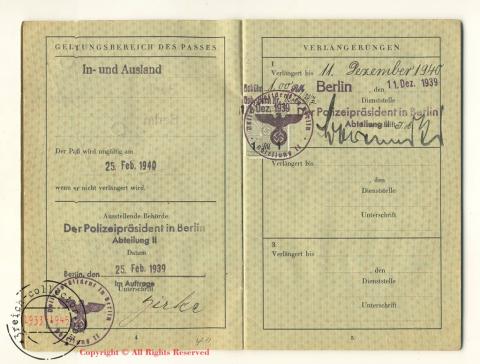 GELTUNGSBEREICH DES PASSES
In- und Ausland
Der Paß wird ungültig am
25. Feb. 1940
wenn er nicht verlängert wird.
Ausstellende Behörde
Der Polizeipräsident in Berlin
Abteilung II
Datum
Berlin, den 25. Feb. 1939
Im Auftrage
Unterschrift
4
Copyright © All Rights Reserved
VERLÄNGERUNGEN
1.
Verlängert bis 11. Dezember 1940
Berlin, den 11. Dez. 1939
Dienststelle
Der Polizeipräsident in Berlin
Abteilung II
2.
Verlängert bis
, den
Dienststelle
Unterschrift
3.
Verlängert bis
, den
Dienststelle
Unterschrift
5